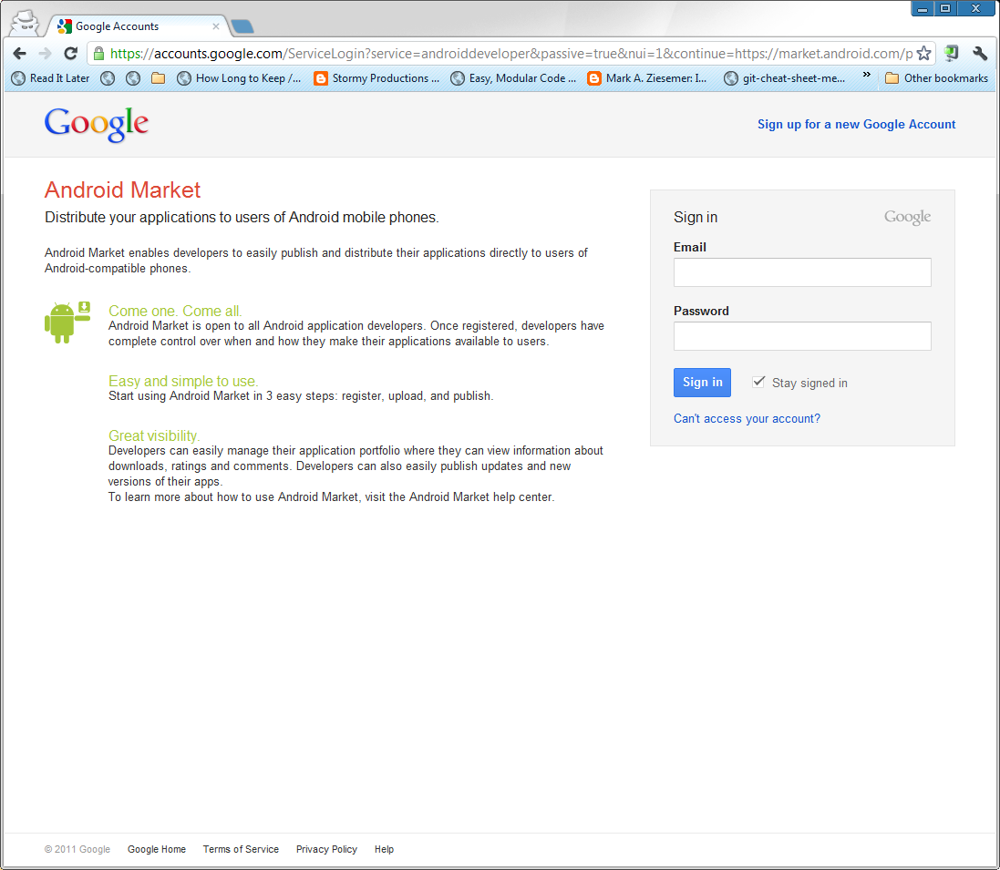 Google Accounts
https://accounts.google.com/ServiceLogin?service=androiddeveloper&passive=true&nui=1&continue=https://market.android.com/p
Read It Later How Long to Keep /... Stormy Productions ... Easy, Modular Code ... Mark A. Ziesemer: I... git-cheat-sheet-me... » Other bookmarks
Google Sign up for a new Google Account
Android Market
Distribute your applications to users of Android mobile phones.
Android Market enables developers to easily publish and distribute their applications directly to users of
Android-compatible phones.
Come one. Come all.
Android Market is open to all Android application developers. Once registered, developers have
complete control over when and how they make their applications available to users.
Easy and simple to use.
Start using Android Market in 3 easy steps: register, upload, and publish.
Great visibility.
Developers can easily manage their application portfolio where they can view information about
downloads, ratings and comments. Developers can also easily publish updates and new
versions of their apps.
To learn more about how to use Android Market, visit the Android Market help center.
Sign in Google
Email
Password
Sign in Stay signed in
Can't access your account?
© 2011 Google Google Home Terms of Service Privacy Policy Help